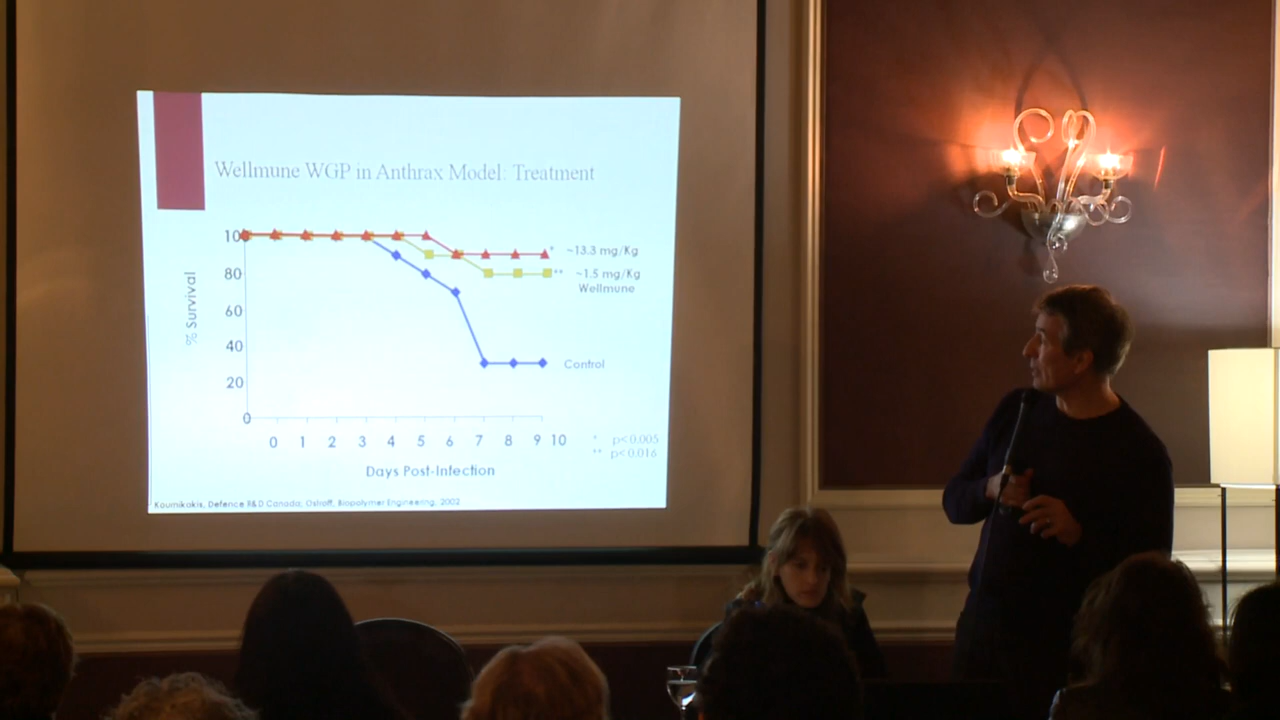 Wellmune WGP in Anthrax Model: Treatment
10
80
60
40
20
0
% Survival
* ~13.3 mg/Kg
** ~1.5 mg/Kg
Wellmune
Control
0 1 2 3 4 5 6 7 8 9 10
Days Post-Infection
* p<0.005
** p<0.016
Kournikakis, Defence R&D Canada; Ostroff, Biopolymer Engineering, 2002